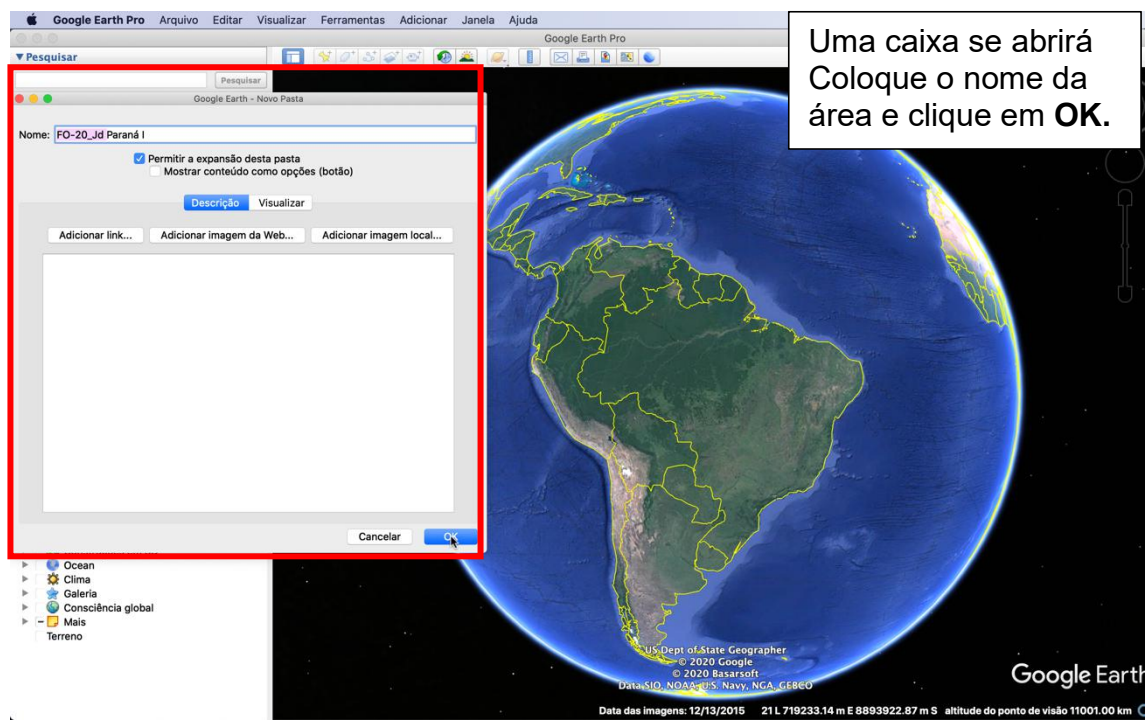 Google Earth Pro Arquivo Editar Visualizar Ferramentas Adicionar Janela Ajuda
Google Earth Pro
Uma caixa se abrirá
Coloque o nome da
área e clique em OK.
Pesquisar
Pesquisar
Google Earth - Novo Pasta
Nome: FO-20_Jd Paraná I
Permitir a expansão desta pasta
Mostrar conteúdo como opções (botão)
Descrição Visualizar
Adicionar link... Adicionar imagem da Web... Adicionar imagem local...
Cancelar OK
Ocean
Clima
Galeria
Consciência global
Mais
Terreno
US Dept of State Geographer
© 2020 Google
© 2020 Basarsoft
Data SIO, NOAA, U.S. Navy, NGA, GEBCO
Google Earth
Data das imagens: 12/13/2015 21 L 719233.14 m E 8893922.87 m S altitude do ponto de visão 11001.00 km